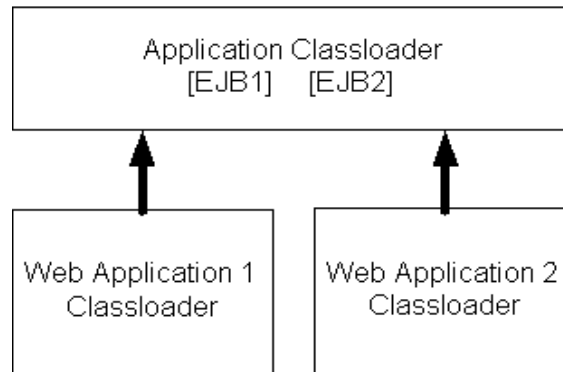 Application Classloader
[EJB1] [EJB2]
Web Application 1
Classloader
Web Application 2
Classloader